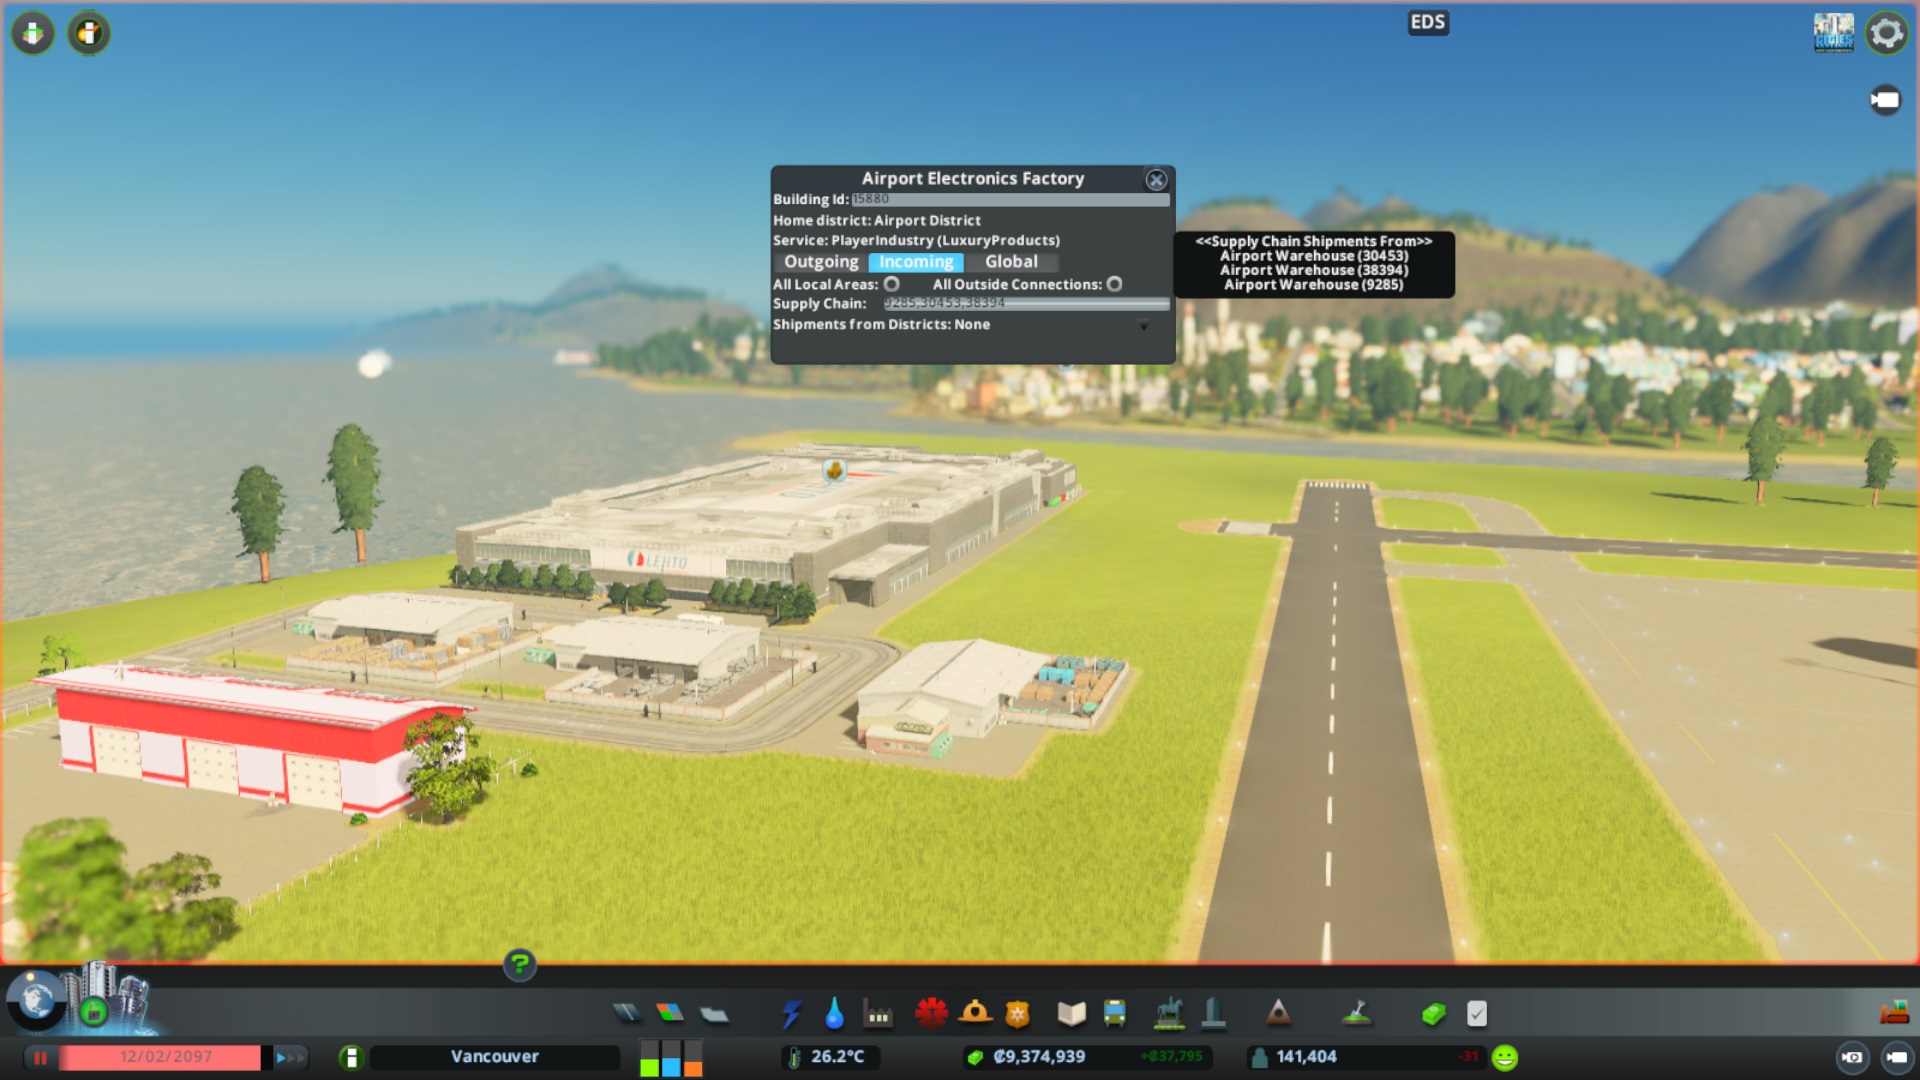 EDS
Airport Electronics Factory
Building Id: 15880
Home district: Airport District
Service: PlayerIndustry (LuxuryProducts)
Outgoing Incoming Global
All Local Areas: All Outside Connections:
Supply Chain: 9285,30453,38394
Shipments from Districts: None
<<Supply Chain Shipments From>>
Airport Warehouse (30453)
Airport Warehouse (38394)
Airport Warehouse (9285)
LEHTO
?
12/02/2097
Vancouver
26.2°C
₡9,374,939
+₡37,795
141,404
-31